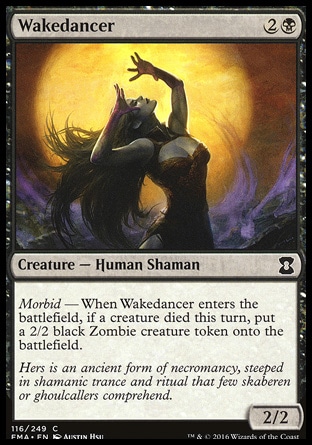 Wakedancer 2
Creature — Human Shaman
Morbid — When Wakedancer enters the
battlefield, if a creature died this turn, put
a 2/2 black Zombie creature token onto the
battlefield.
Hers is an ancient form of necromancy, steeped
in shamanic trance and ritual that few skaberen
or ghoulcallers comprehend.
2/2
116/249 C
EMA • EN Austin Hsu
™ & © 2016 Wizards of the Coast